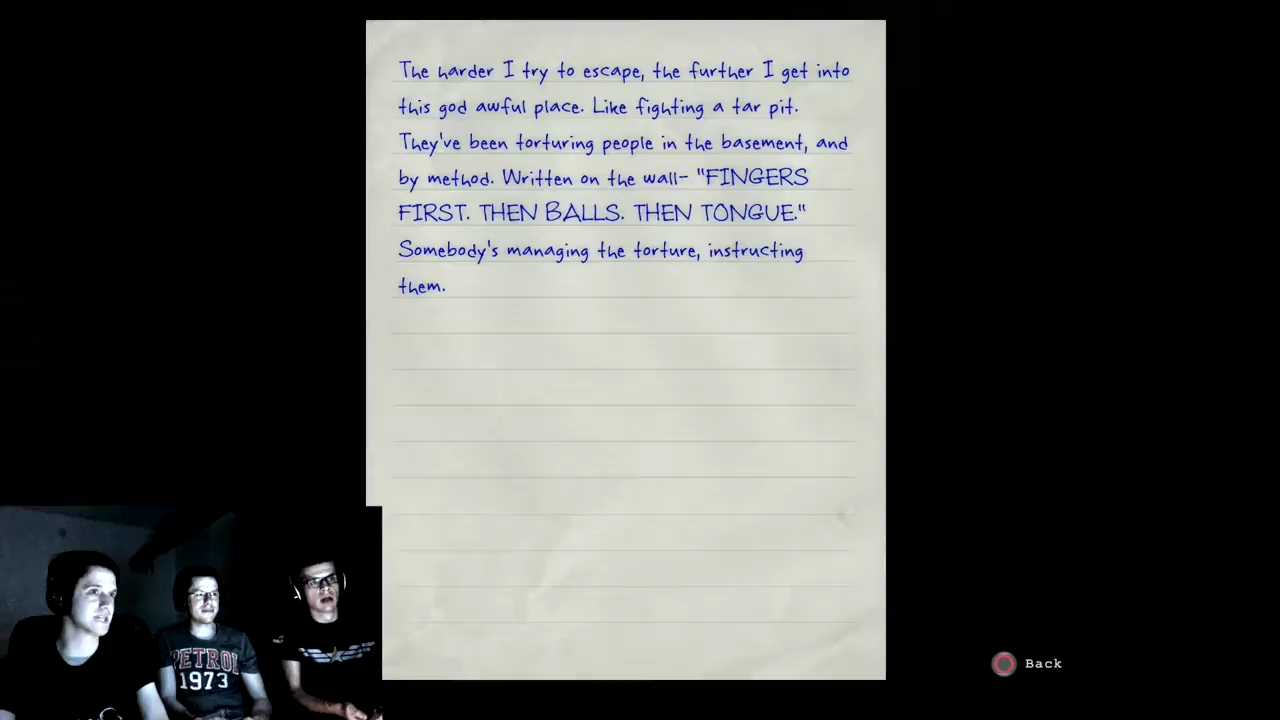 The harder I try to escape, the further I get into
this god awful place. Like fighting a tar pit.
They've been torturing people in the basement, and
by method. Written on the wall- "FINGERS
FIRST. THEN BALLS. THEN TONGUE."
Somebody's managing the torture, instructing
them.
Back
PETROL
1973